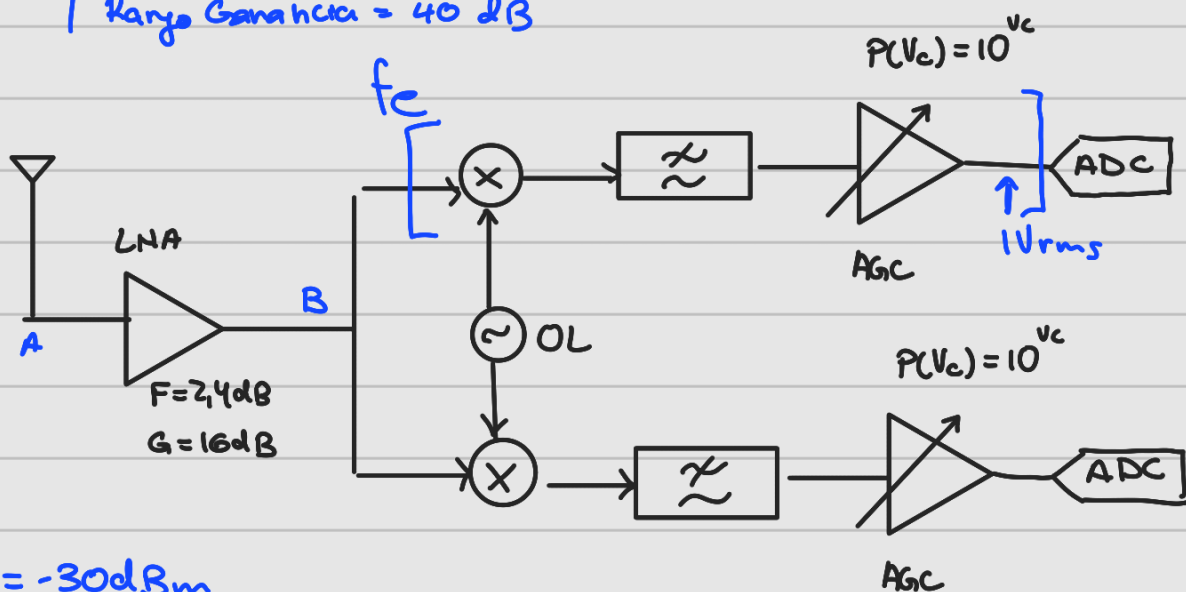 Rango Ganancia = 40 dB
P(Vc) = 10^Vc
fe
ADC
1Vrms
LNA
AGC
B
OL
A
P(Vc) = 10^Vc
F=2,4dB
G=16dB
ADC
= -30dBm
AGC